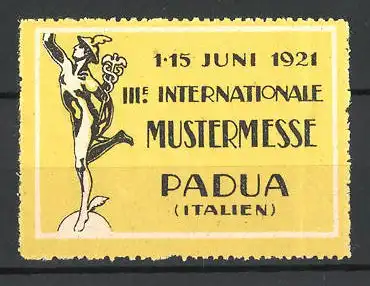 1-15 JUNI 1921
IIIE. INTERNATIONALE
MUSTERMESSE
PADUA
(ITALIEN)